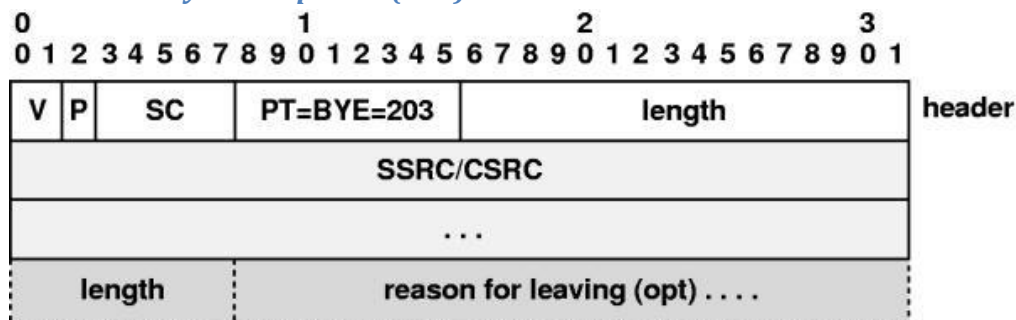 0 1 2 3
0 1 2 3 4 5 6 7 8 9 0 1 2 3 4 5 6 7 8 9 0 1 2 3 4 5 6 7 8 9 0 1
V P SC PT=BYE=203 length header
SSRC/CSRC
. . .
length reason for leaving (opt) . . . .